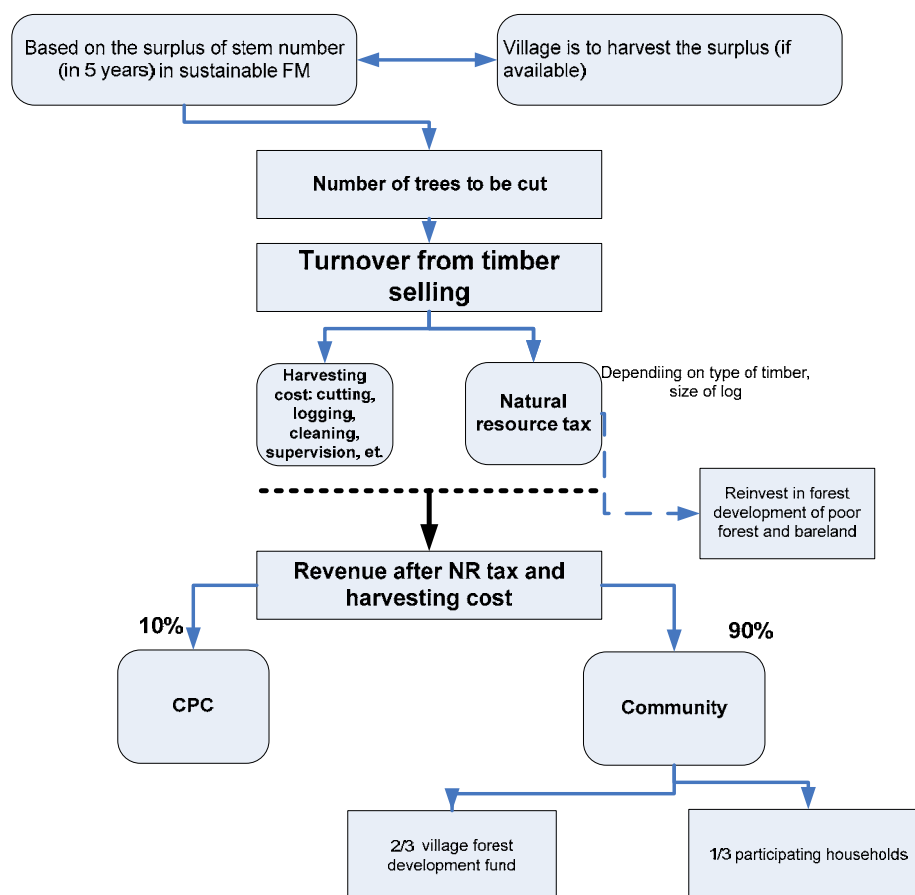 Based on the surplus of stem number
(in 5 years) in sustainable FM
Village is to harvest the surplus (if
available)
Number of trees to be cut
Turnover from timber
selling
Harvesting
cost: cutting,
logging,
cleaning,
supervision, et.
Natural
resource tax
Dependiing on type of timber,
size of log
Reinvest in forest
development of poor
forest and bareland
Revenue after NR tax and
harvesting cost
10%
90%
CPC
Community
2/3 village forest
development fund
1/3 participating households